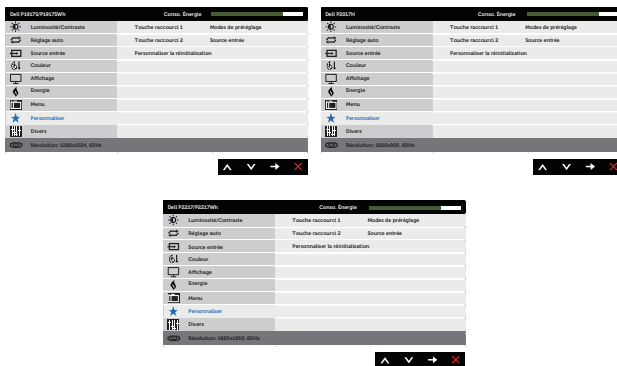 Dell P1917S/P1917SWh Conso. Énergie
Luminosité/Contraste Touche raccourci 1 Modes de préréglage
Réglage auto Touche raccourci 2 Source entrée
Source entrée Personnaliser la réinitialisation
Couleur
Affichage
Energie
Menu
Personnaliser
Divers
Résolution: 1280x1024, 60Hz
Dell P2017H Conso. Énergie
Luminosité/Contraste Touche raccourci 1 Modes de préréglage
Réglage auto Touche raccourci 2 Source entrée
Source entrée Personnaliser la réinitialisation
Couleur
Affichage
Energie
Menu
Personnaliser
Divers
Résolution: 1600x900, 60Hz
Dell P2217/P2217Wh Conso. Énergie
Luminosité/Contraste Touche raccourci 1 Modes de préréglage
Réglage auto Touche raccourci 2 Source entrée
Source entrée Personnaliser la réinitialisation
Couleur
Affichage
Energie
Menu
Personnaliser
Divers
Résolution: 1680x1050, 60Hz